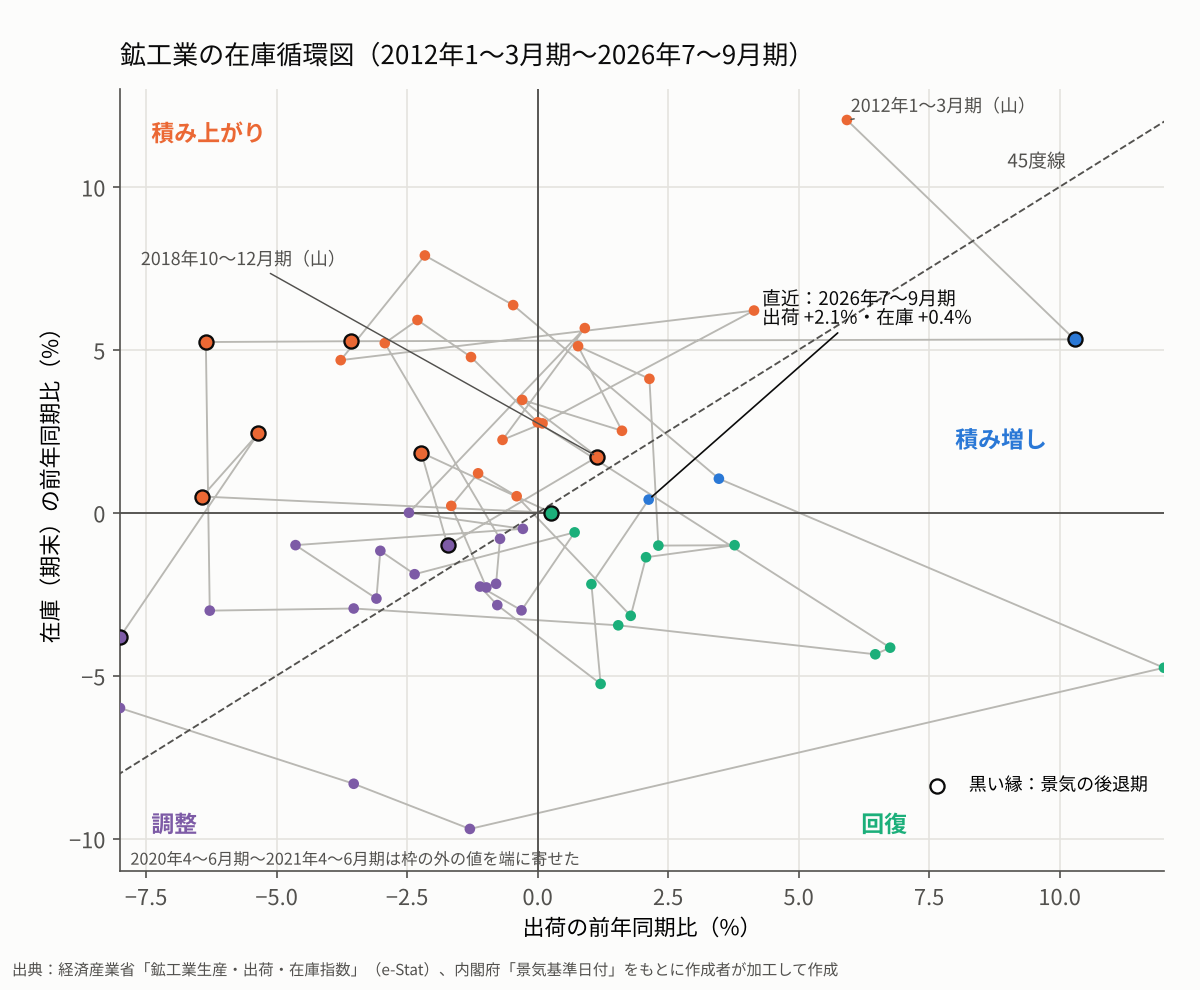 鉱工業の在庫循環図（2012年1〜3月期〜2026年7〜9月期）
積み上がり
2012年1〜3月期（山）
45度線
2018年10〜12月期（山）
直近：2026年7〜9月期
出荷 +2.1%・在庫 +0.4%
積み増し
黒い縁：景気の後退期
調整
回復
2020年4〜6月期〜2021年4〜6月期は枠の外の値を端に寄せた
在庫（期末）の前年同期比（%）
10
5
0
−5
−10
−7.5
−5.0
−2.5
0.0
2.5
5.0
7.5
10.0
出荷の前年同期比（%）
出典：経済産業省「鉱工業生産・出荷・在庫指数」（e-Stat）、内閣府「景気基準日付」をもとに作成者が加工して作成